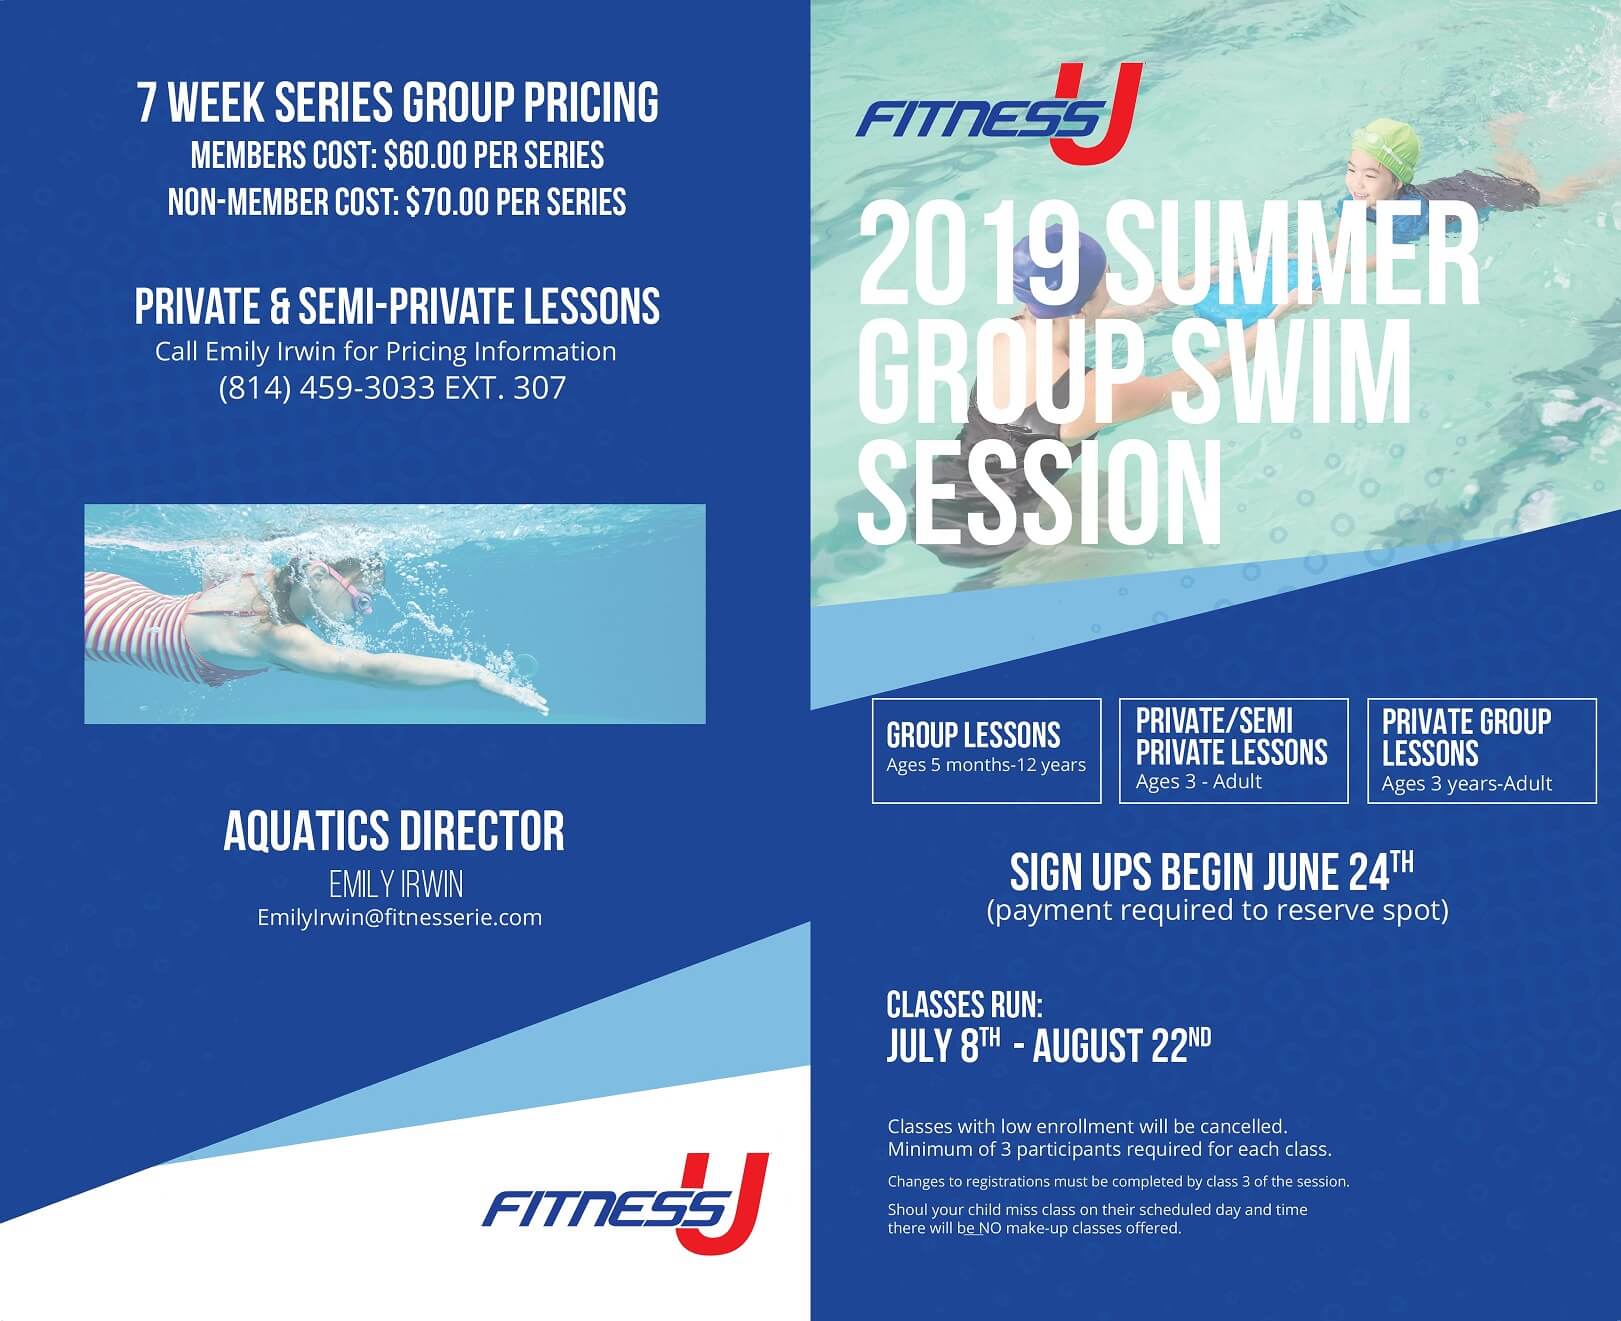 7 WEEK SERIES GROUP PRICING
MEMBERS COST: $60.00 PER SERIES
NON-MEMBER COST: $70.00 PER SERIES
PRIVATE & SEMI-PRIVATE LESSONS
Call Emily Irwin for Pricing Information
(814) 459-3033 EXT. 307
AQUATICS DIRECTOR
EMILY IRWIN
EmilyIrwin@fitnesserie.com
FITNESS U
FITNESS U
2019 SUMMER
GROUP SWIM
SESSION
GROUP LESSONS
Ages 5 months-12 years
PRIVATE/SEMI
PRIVATE LESSONS
Ages 3 - Adult
PRIVATE GROUP
LESSONS
Ages 3 years-Adult
SIGN UPS BEGIN JUNE 24TH
(payment required to reserve spot)
CLASSES RUN:
JULY 8TH - AUGUST 22ND
Classes with low enrollment will be cancelled.
Minimum of 3 participants required for each class.
Changes to registrations must be completed by class 3 of the session.
Shoul your child miss class on their scheduled day and time
there will be NO make-up classes offered.